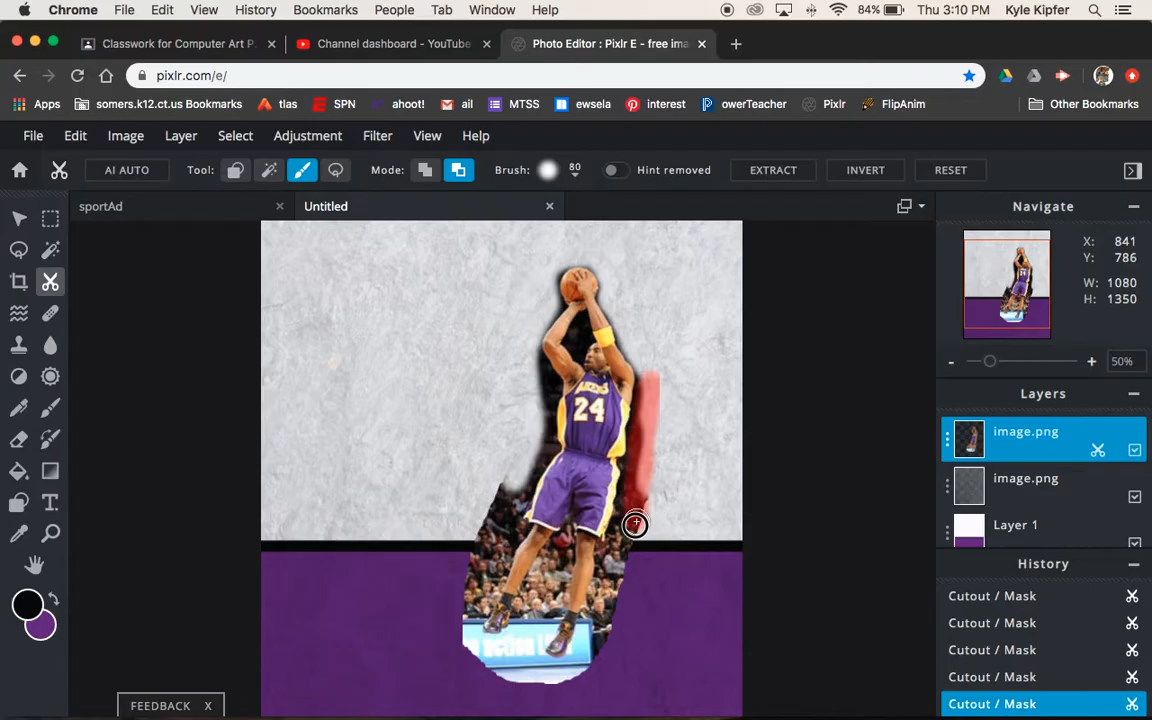 Chrome File Edit View History Bookmarks People Tab Window Help 84% Thu 3:10 PM Kyle Kipfer
Classwork for Computer Art P Channel dashboard - YouTube Photo Editor : Pixlr E - free ima
pixlr.com/e/
Apps somers.k12.ct.us Bookmarks tlas SPN ahoot! ail MTSS ewsela interest owerTeacher Pixlr FlipAnim Other Bookmarks
File Edit Image Layer Select Adjustment Filter View Help
AI AUTO Tool: Mode: Brush: 80 Hint removed EXTRACT INVERT RESET
sportAd Untitled Navigate
X: 841
Y: 786
W: 1080
H: 1350
- + 50%
Layers
image.png
image.png
Layer 1
History
Cutout / Mask
Cutout / Mask
Cutout / Mask
Cutout / Mask
Cutout / Mask
LAKERS
24
FEEDBACK X